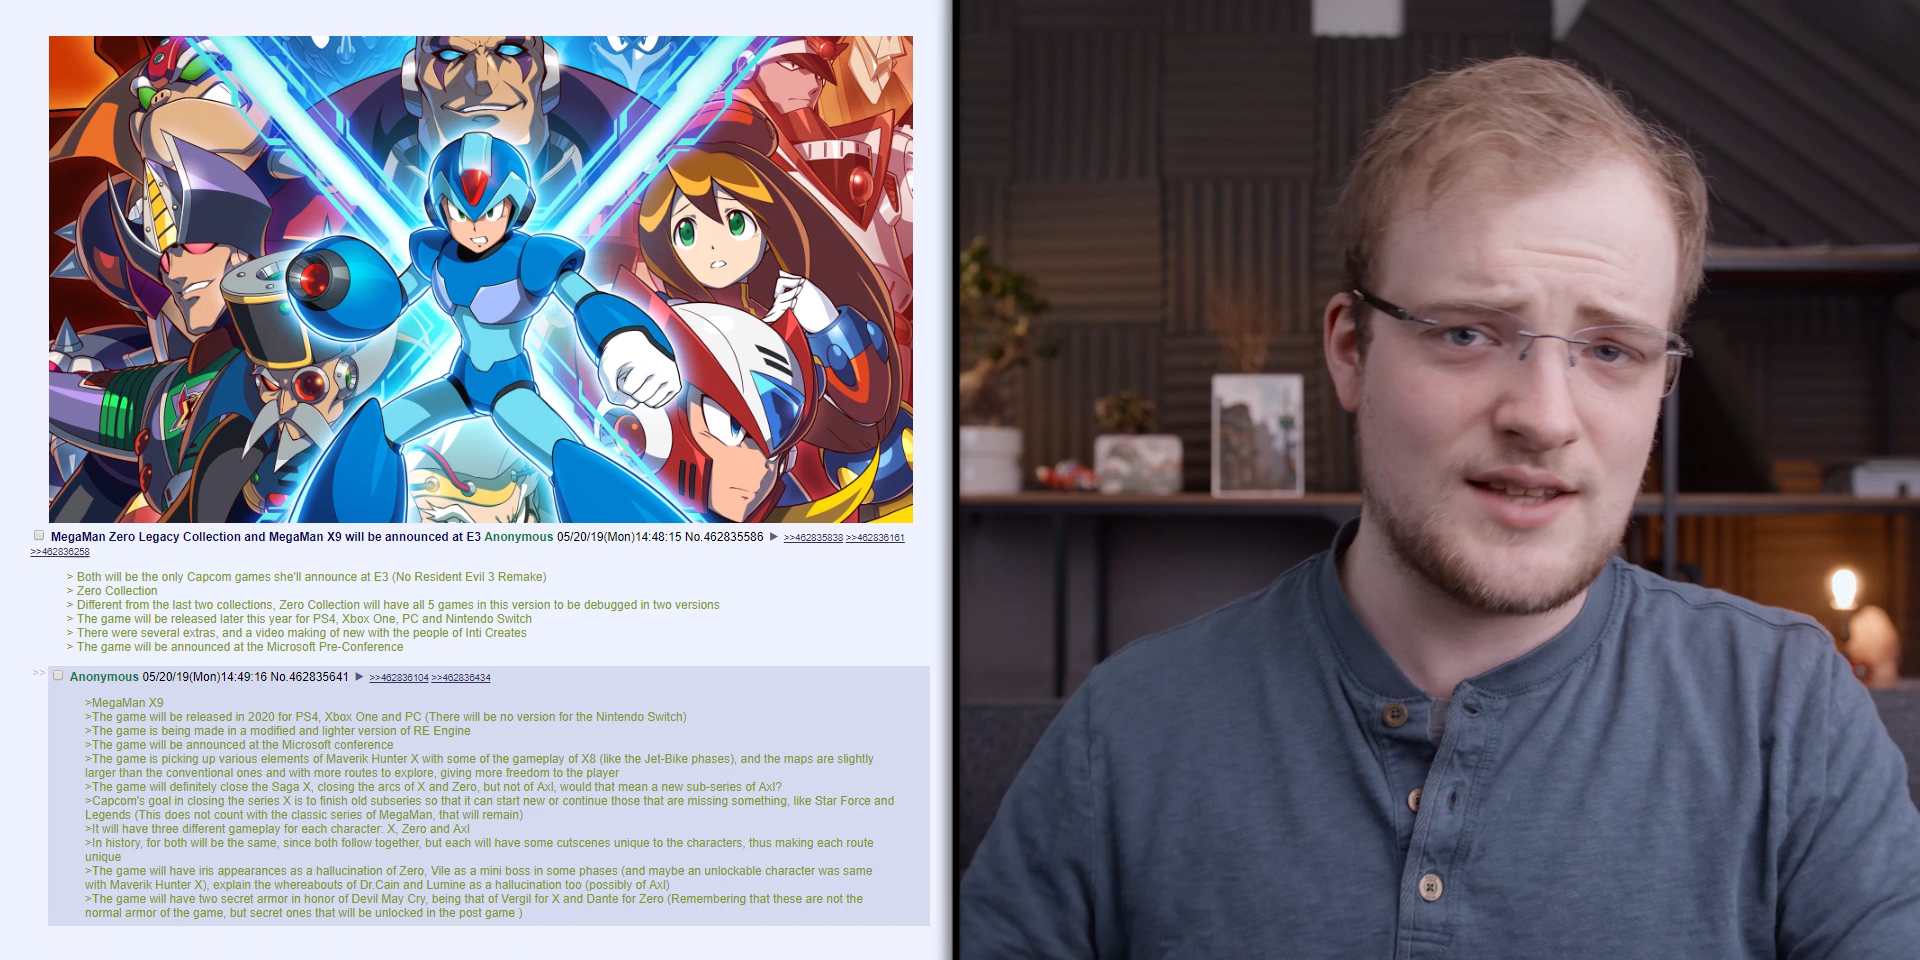 MegaMan Zero Legacy Collection and MegaMan X9 will be announced at E3 Anonymous 05/20/19(Mon)14:48:15 No.462835586 ▶ >>462835838 >>462836161
>>462836258
> Both will be the only Capcom games she'll announce at E3 (No Resident Evil 3 Remake)
> Zero Collection
> Different from the last two collections, Zero Collection will have all 5 games in this version to be debugged in two versions
> The game will be released later this year for PS4, Xbox One, PC and Nintendo Switch
> There were several extras, and a video making of new with the people of Inti Creates
> The game will be announced at the Microsoft Pre-Conference
>> Anonymous 05/20/19(Mon)14:49:16 No.462835641 ▶ >>462836104 >>462836434
>MegaMan X9
>The game will be released in 2020 for PS4, Xbox One and PC (There will be no version for the Nintendo Switch)
>The game is being made in a modified and lighter version of RE Engine
>The game will be announced at the Microsoft conference
>The game is picking up various elements of Maverik Hunter X with some of the gameplay of X8 (like the Jet-Bike phases), and the maps are slightly
larger than the conventional ones and with more routes to explore, giving more freedom to the player
>The game will definitely close the Saga X, closing the arcs of X and Zero, but not of Axl, would that mean a new sub-series of Axl?
>Capcom's goal in closing the series X is to finish old subseries so that it can start new or continue those that are missing something, like Star Force and
Legends (This does not count with the classic series of MegaMan, that will remain)
>It will have three different gameplay for each character: X, Zero and Axl
>In history, for both will be the same, since both follow together, but each will have some cutscenes unique to the characters, thus making each route
unique
>The game will have iris appearances as a hallucination of Zero, Vile as a mini boss in some phases (and maybe an unlockable character was same
with Maverik Hunter X), explain the whereabouts of Dr.Cain and Lumine as a hallucination too (possibly of Axl)
>The game will have two secret armor in honor of Devil May Cry, being that of Vergil for X and Dante for Zero (Remembering that these are not the
normal armor of the game, but secret ones that will be unlocked in the post game )